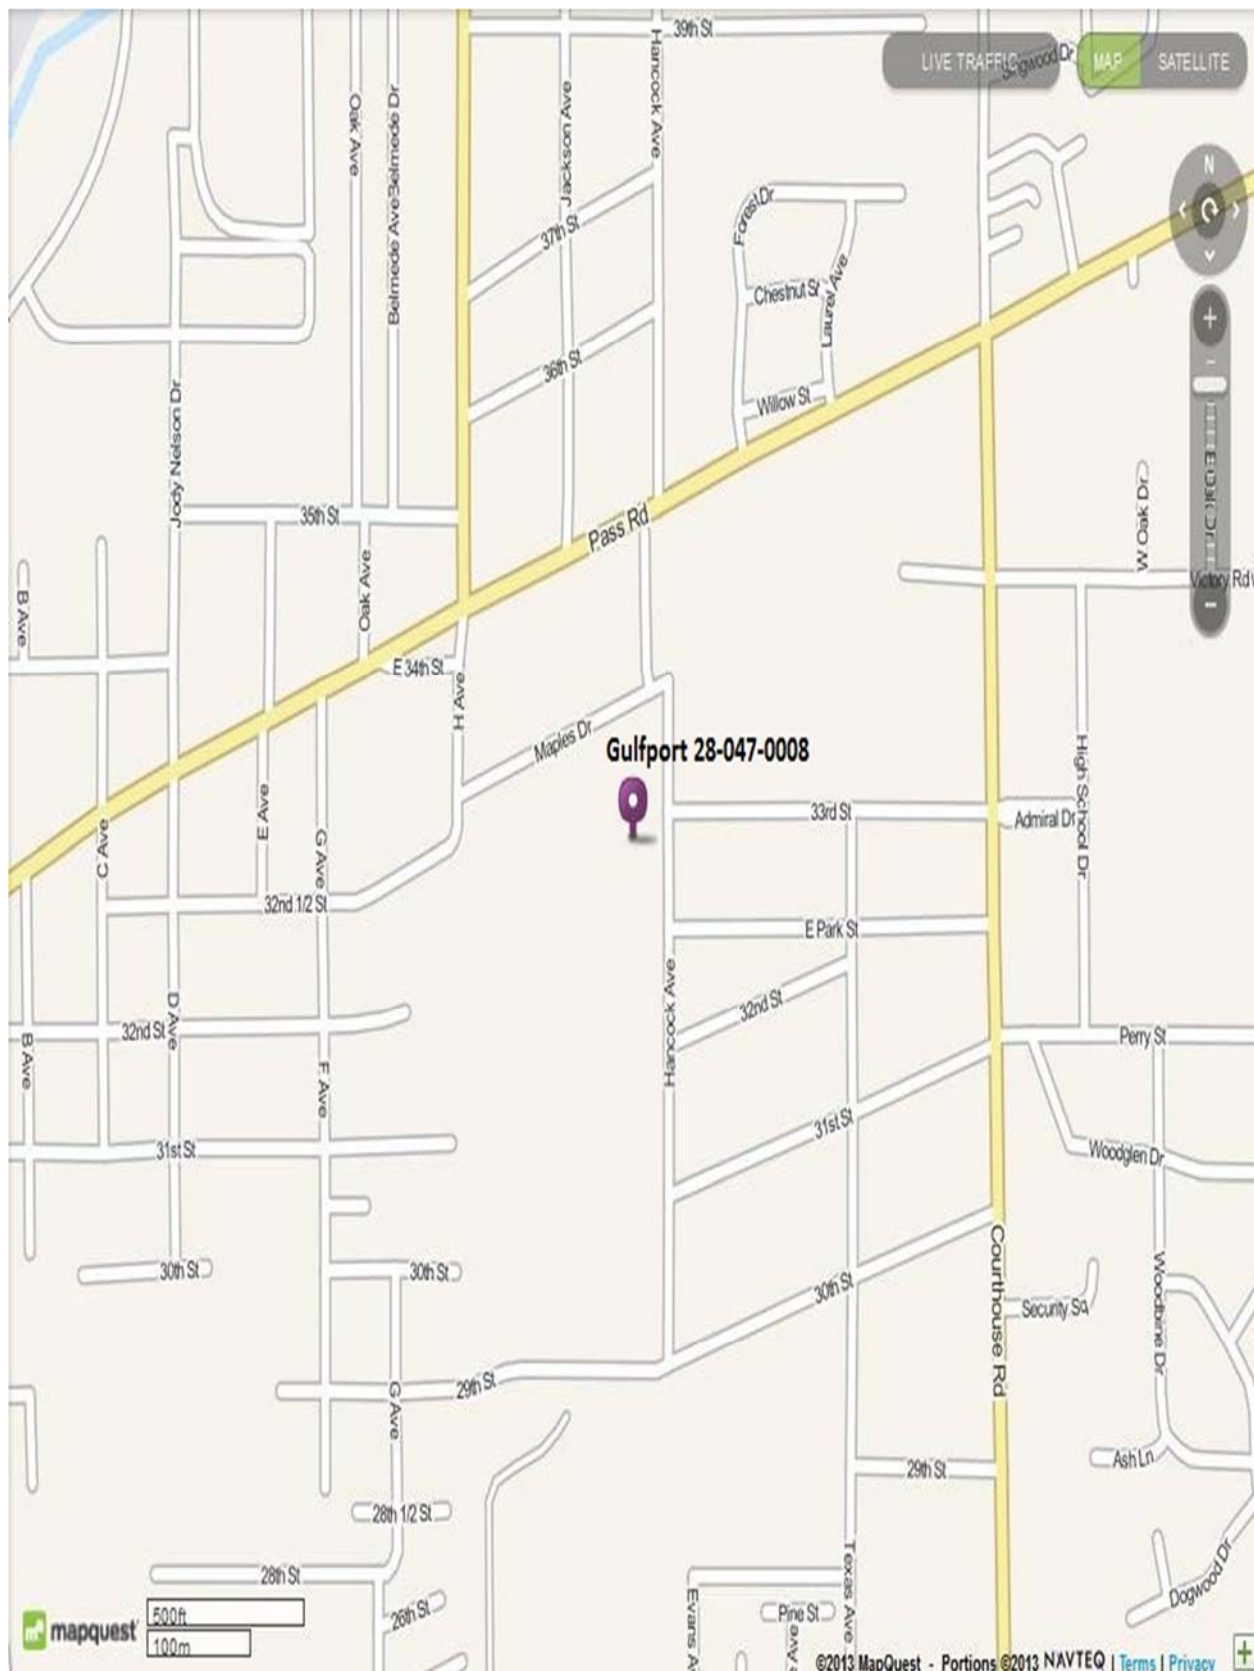 39th St
Hancock Ave
LIVE TRAFFIC
MAP
SATELLITE
Oak Ave
Belmede Dr
Belmede Ave
Jackson Ave
N
37th St
Forest Dr
Chestnut St
Laurel Ave
36th St
Willow St
Jody Nelson Dr
35th St
Pass Rd
W Oak Dr
Oak Ave
Victory Rd
B Ave
E 34th St
H Ave
Maples Dr
Gulfport 28-047-0008
High School Dr
33rd St
Admiral Dr
E Ave
C Ave
G Ave
32nd 1/2 St
E Park St
Hancock Ave
32nd St
D Ave
32nd St
B Ave
F Ave
Perry St
31st St
31st St
Woodglen Dr
30th St
30th St
30th St
Courthouse Rd
Security Sq
Woodbine Dr
29th St
G Ave
Ash Ln
29th St
28th 1/2 St
Texas Ave
Dogwood Dr
28th St
26th St
Evans A
Pine St
mapquest
500ft
100m
©2013 MapQuest - Portions ©2013 NAVTEQ | Terms | Privacy